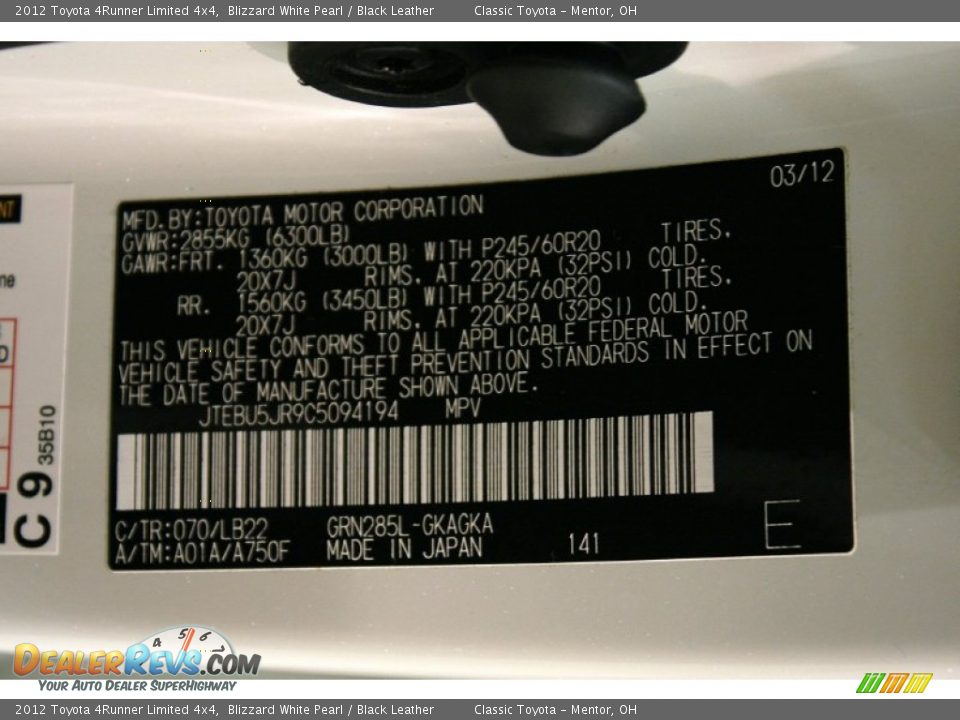 2012 Toyota 4Runner Limited 4x4,  Blizzard White Pearl / Black Leather  Classic Toyota – Mentor, OH
03/12
MFD. BY: TOYOTA MOTOR CORPORATION
GVWR: 2855KG (6300LB)
GAWR: FRT. 1360KG (3000LB) WITH P245/60R20 TIRES.
20X7J RIMS. AT 220KPA (32PSI) COLD.
RR. 1560KG (3450LB) WITH P245/60R20 TIRES.
20X7J RIMS. AT 220KPA (32PSI) COLD.
THIS VEHICLE CONFORMS TO ALL APPLICABLE FEDERAL MOTOR
VEHICLE SAFETY AND THEFT PREVENTION STANDARDS IN EFFECT ON
THE DATE OF MANUFACTURE SHOWN ABOVE.
JTEBU5JR9C5094194 MPV
C/TR: 070/LB22 GRN285L-GKAGKA
A/TM: A01A/A750F MADE IN JAPAN 141 E
NT
C 9 35B10
4 5 6
DealerRevs.com
Your Auto Dealer SuperHighway
2012 Toyota 4Runner Limited 4x4,  Blizzard White Pearl / Black Leather  Classic Toyota – Mentor, OH